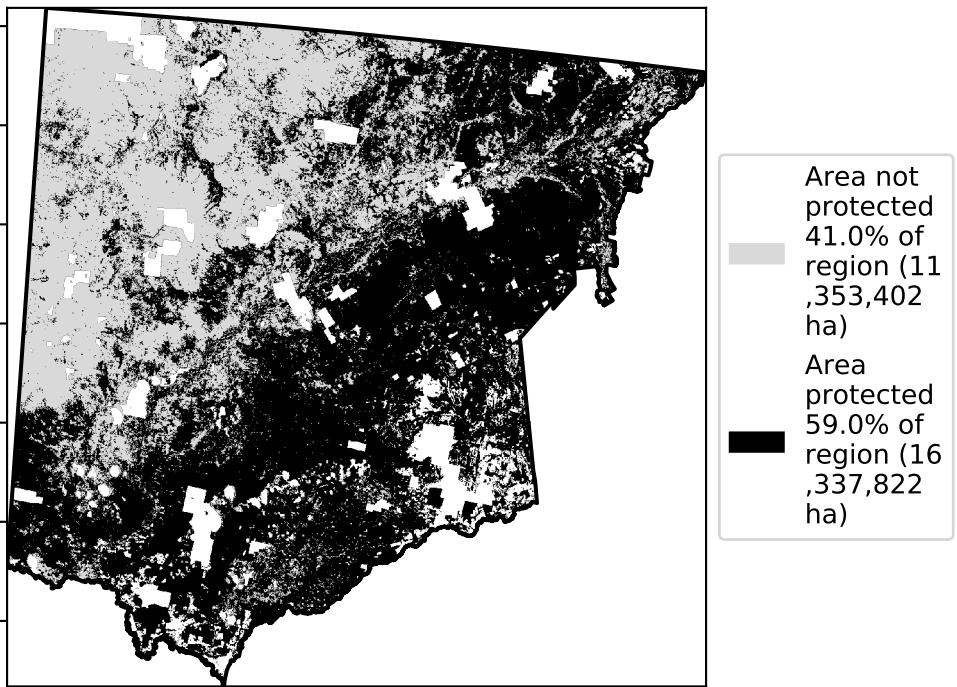 Area not
protected
41.0% of
region (11
,353,402
ha)
Area
protected
59.0% of
region (16
,337,822
ha)